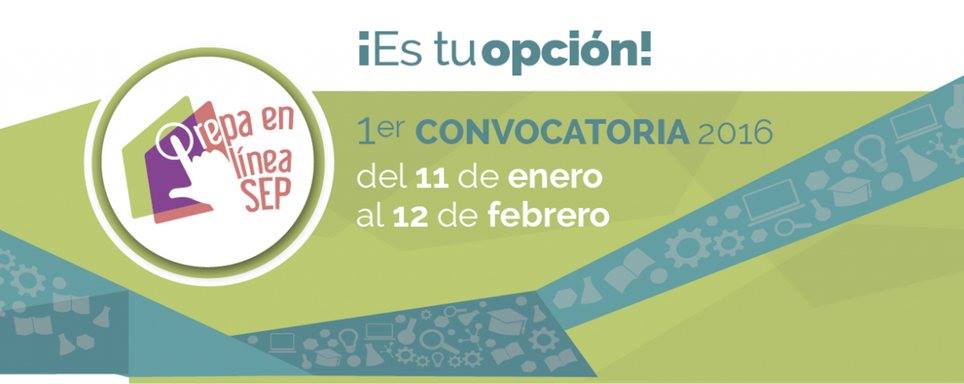 ¡Es tu opción!
Prepa en
línea
SEP
1er CONVOCATORIA 2016
del 11 de enero
al 12 de febrero